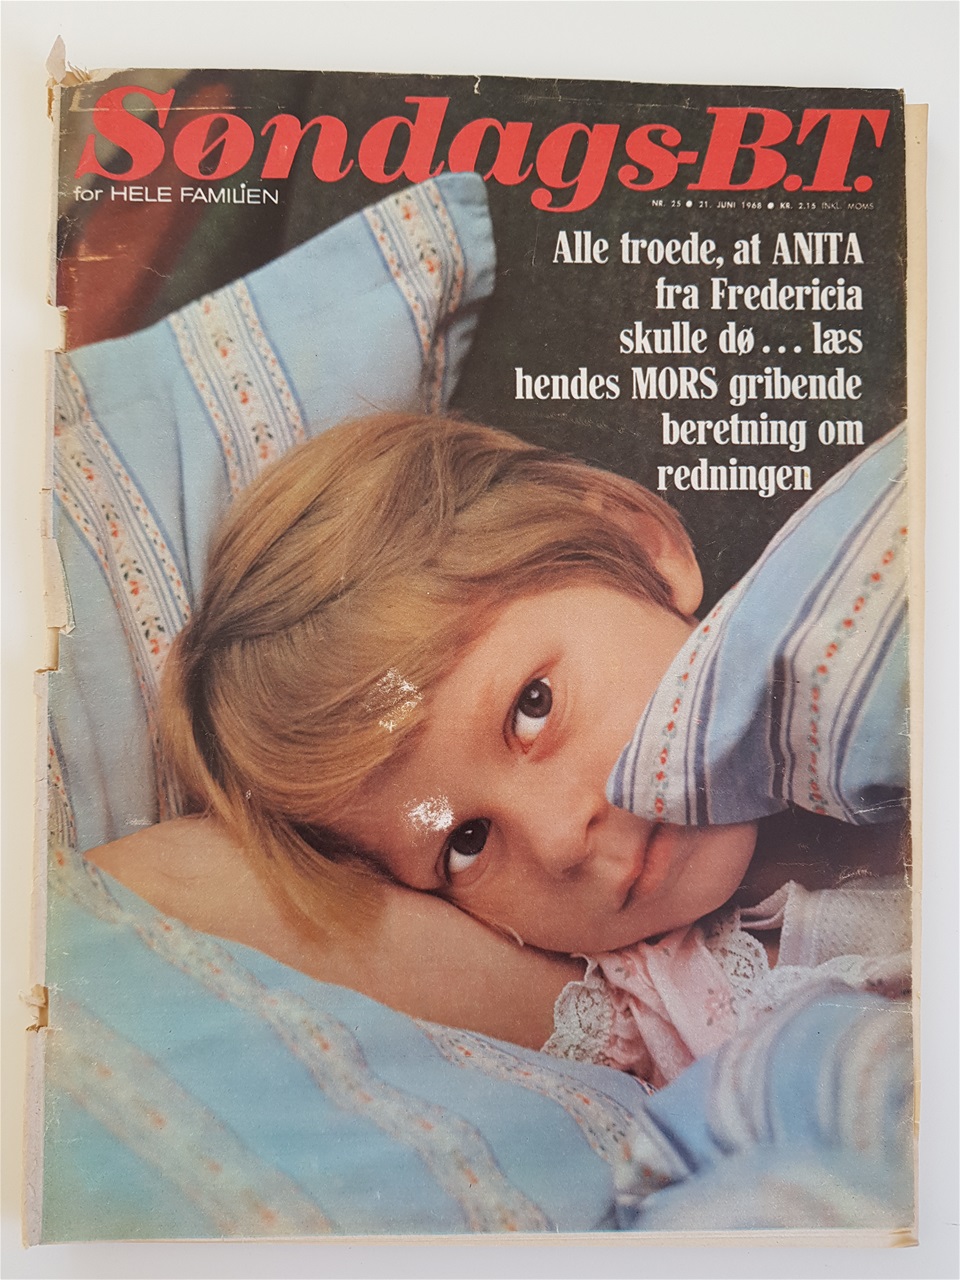 Søndags-B.T.
for HELE FAMILIEN
NR. 25 ● 21. JUNI 1968 ● KR. 2.15 INKL. MOMS
Alle troede, at ANITA
fra Fredericia
skulle dø... læs
hendes MORS gribende
beretning om
redningen